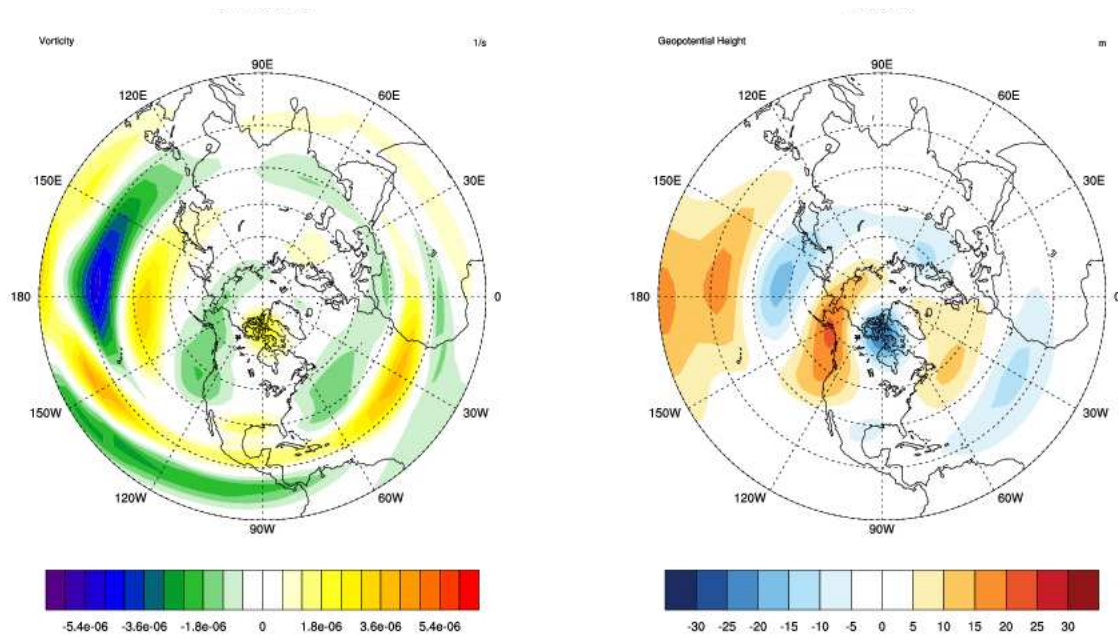 Vorticity 1/s
90E
120E 60E
150E 30E
180 0
150W 30W
120W 60W
90W
-5.4e-06 -3.6e-06 -1.8e-06 0 1.8e-06 3.6e-06 5.4e-06
Geopotential Height m
90E
120E 60E
150E 30E
180 0
150W 30W
120W 60W
90W
-30 -25 -20 -15 -10 -5 0 5 10 15 20 25 30